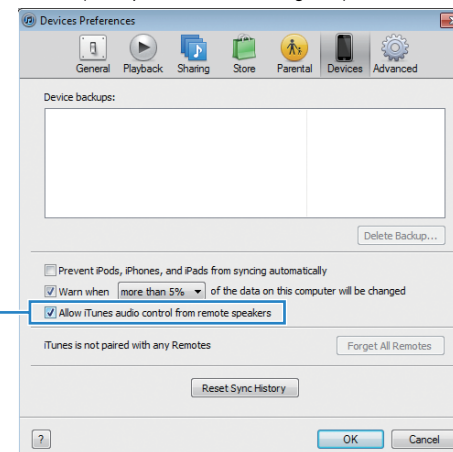 Devices Preferences
General Playback Sharing Store Parental Devices Advanced
Device backups:
Delete Backup...
Prevent iPods, iPhones, and iPads from syncing automatically
Warn when more than 5% of the data on this computer will be changed
Allow iTunes audio control from remote speakers
iTunes is not paired with any Remotes Forget All Remotes
Reset Sync History
? OK Cancel